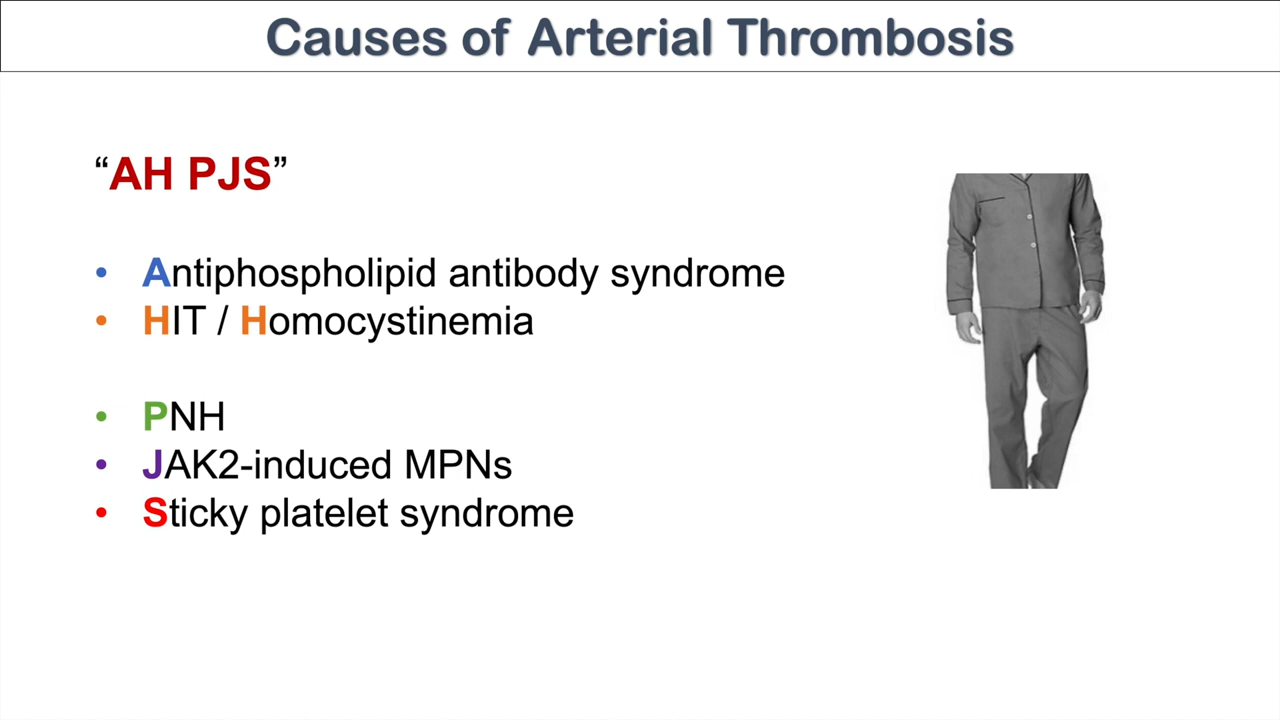 Causes of Arterial Thrombosis
“AH PJS”
• Antiphospholipid antibody syndrome
• HIT / Homocystinemia
• PNH
• JAK2-induced MPNs
• Sticky platelet syndrome